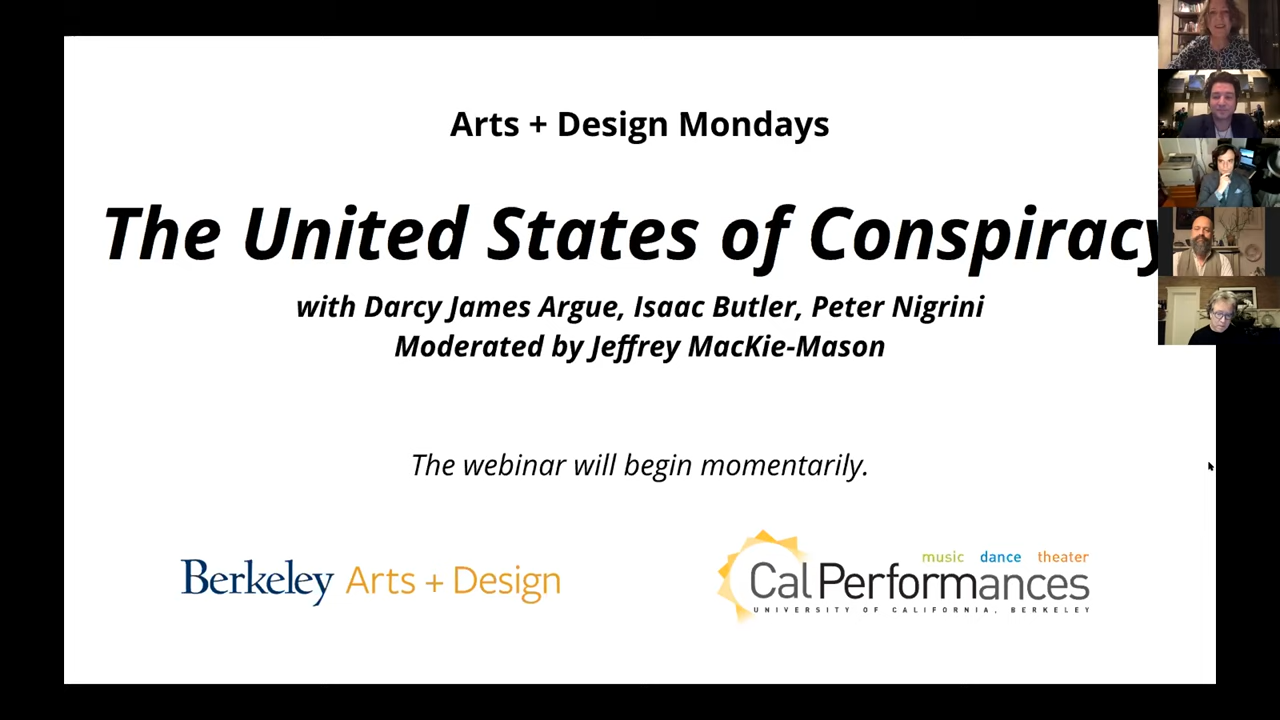 Arts + Design Mondays
The United States of Conspiracy
with Darcy James Argue, Isaac Butler, Peter Nigrini
Moderated by Jeffrey MacKie-Mason
The webinar will begin momentarily.
Berkeley Arts + Design
music dance theater
Cal Performances
UNIVERSITY OF CALIFORNIA, BERKELEY